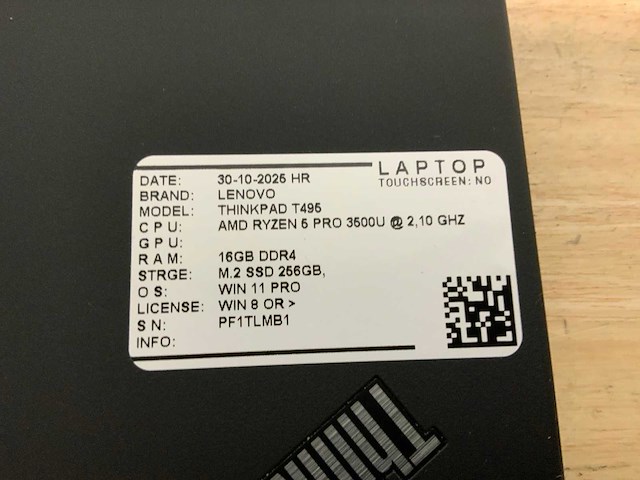 LAPTOP
TOUCHSCREEN: NO
DATE: 30-10-2025 HR
BRAND: LENOVO
MODEL: THINKPAD T495
CPU: AMD RYZEN 5 PRO 3500U @ 2,10 GHZ
GPU:
RAM: 16GB DDR4
STRGE: M.2 SSD 256GB,
OS: WIN 11 PRO
LICENSE: WIN 8 OR >
SN: PF1TLMB1
INFO:
Think